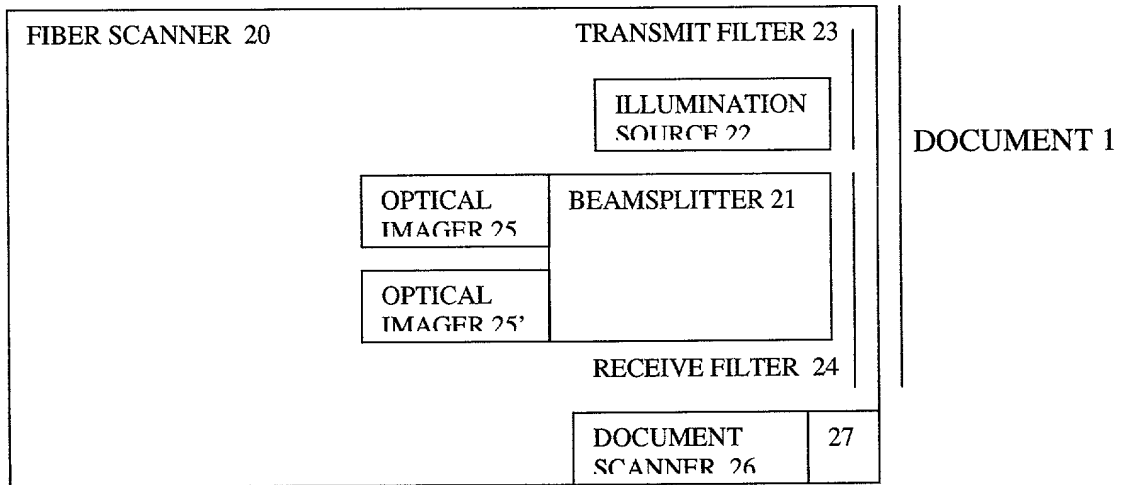 FIBER SCANNER 20
TRANSMIT FILTER 23
ILLUMINATION
SOURCE 22
DOCUMENT 1
OPTICAL
IMAGER 25
BEAMSPLITTER 21
OPTICAL
IMAGER 25'
RECEIVE FILTER 24
DOCUMENT
SCANNER 26
27